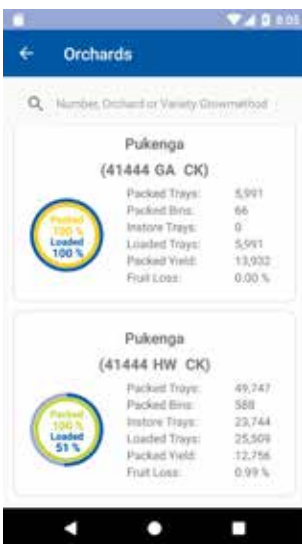 8:05
Orchards
Number, Orchard or Variety Growmethod
Pukenga
(41444 GA CK)
Packed 100 %
Loaded 100 %
Packed Trays: 5,991
Packed Bins: 66
Instore Trays: 0
Loaded Trays: 5,991
Packed Yield: 13,932
Fruit Loss: 0.00 %
Pukenga
(41444 HW CK)
Packed 100 %
Loaded 51 %
Packed Trays: 49,747
Packed Bins: 588
Instore Trays: 23,744
Loaded Trays: 25,509
Packed Yield: 12,756
Fruit Loss: 0.99 %